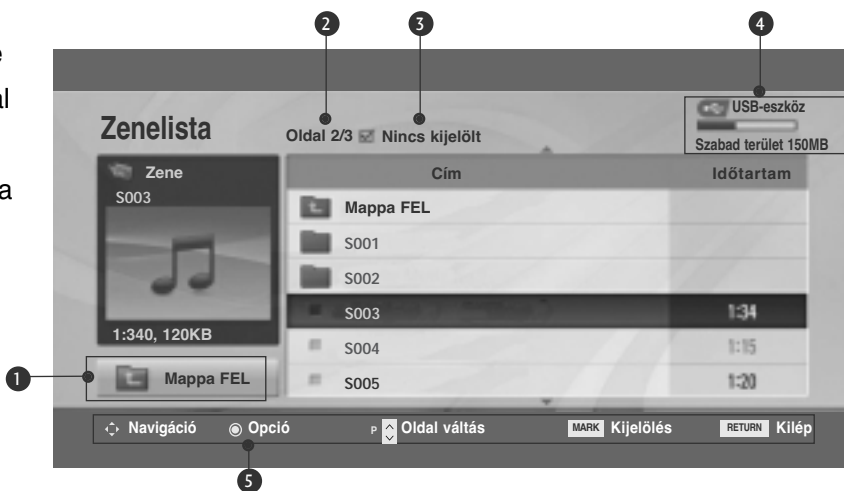 e
al
a
2
3
4
Zenelista
Oldal 2/3
Nincs kijelölt
USB-eszköz
Szabad terület 150MB
Zene
S003
Cím
Időtartam
Mappa FEL
S001
S002
S003
1:34
1:340, 120KB
S004
1:15
1
Mappa FEL
S005
1:20
Navigáció
Opció
P
Oldal váltás
MARK Kijelölés
RETURN Kilép
5